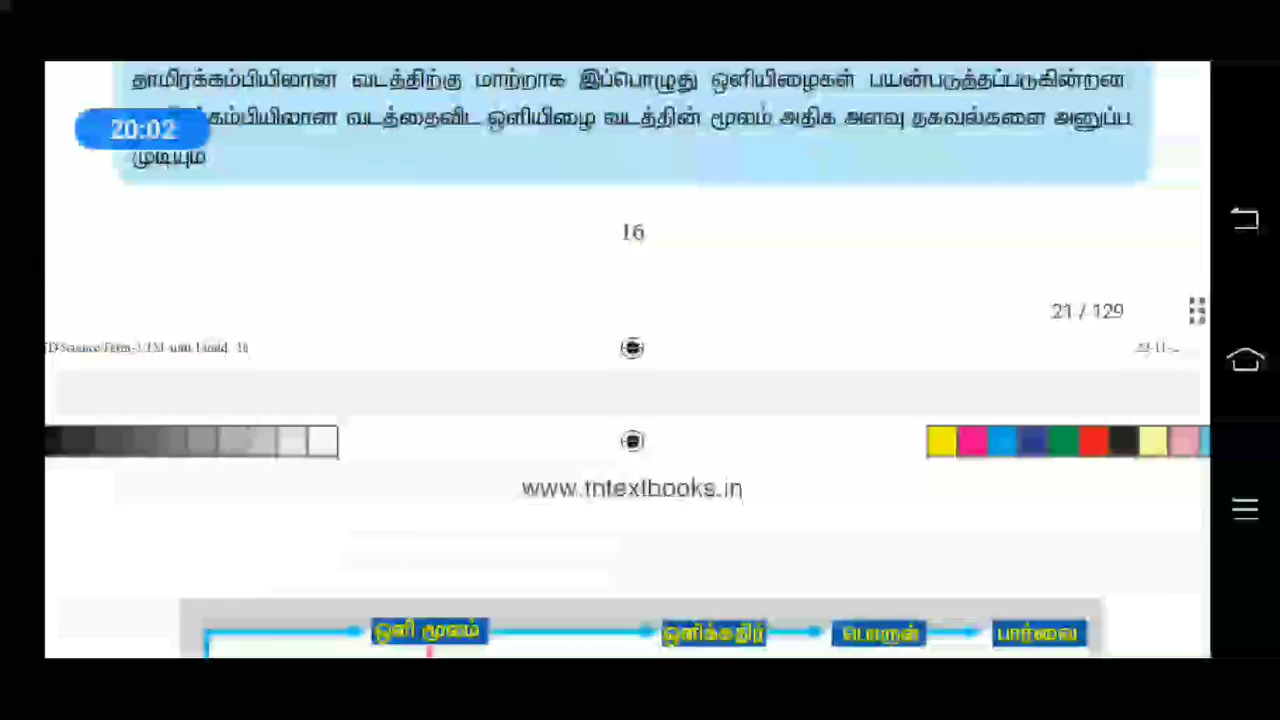 தாமிரக்கம்பியிலான வடத்திற்கு மாற்றாக இப்பொழுது ஒளியிழைகள் பயன்படுத்தப்படுகின்றன
கம்பியிலான வடத்தைவிட ஒளியிழை வடத்தின் மூலம் அதிக அளவு தகவல்களை அனுப்ப
20:02
முடியும்
16
21 / 129
www.tntextbooks.in
ஒளி மூலம் ஒளிக்கதிர் பொருள் பார்வை